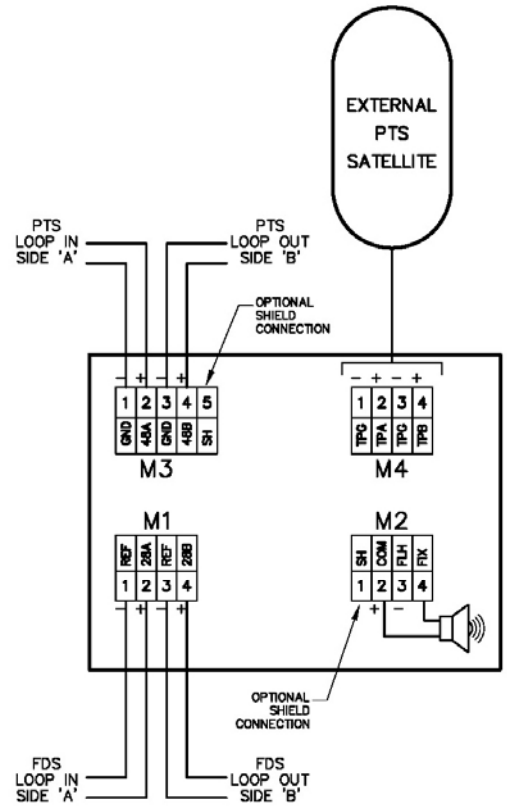 EXTERNAL
PTS
SATELLITE
PTS
LOOP IN
SIDE 'A'
PTS
LOOP OUT
SIDE 'B'
OPTIONAL
SHIELD
CONNECTION
- + - +
1 2 3 4 5
GND 48A GND 48B SH
M3
- + - +
1 2 3 4
TPG TPA TPG TPB
M4
M1
REF 28A REF 28B
1 2 3 4
- + - +
M2
SH COM FLH FIX
1 2 3 4
+ -
OPTIONAL
SHIELD
CONNECTION
FDS
LOOP IN
SIDE 'A'
FDS
LOOP OUT
SIDE 'B'